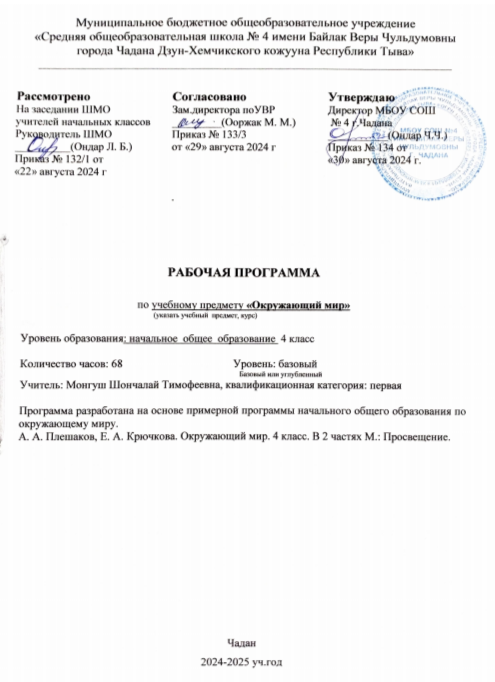 Муниципальное бюджетное общеобразовательное учреждение
«Средняя общеобразовательная школа № 4 имени Байлак Веры Чульдумовны
города Чадана Дзун-Хемчикского кожууна Республики Тыва»
Рассмотрено
На заседании ШМО
учителей начальных классов
Руководитель ШМО
(Ондар Л. Б.)
Приказ № 132/1 от
«22» августа 2024 г
Согласовано
Зам.директора поУВР
(Ооржак М. М.)
Приказ № 133/3
от «29» августа 2024 г
Утверждаю
Директор МБОУ СОШ
№ 4 г.Чадана
(Ондар Ч.Ч.)
Приказ № 134 от
«30» августа 2024 г.
РАБОЧАЯ ПРОГРАММА
по учебному предмету «Окружающий мир»
(указать учебный предмет, курс)
Уровень образования: начальное общее образование 4 класс
Количество часов: 68 Уровень: базовый
Базовый или углубленный
Учитель: Монгуш Шончалай Тимофеевна, квалификационная категория: первая
Программа разработана на основе примерной программы начального общего образования по
окружающему миру.
А. А. Плешаков, Е. А. Крючкова. Окружающий мир. 4 класс. В 2 частях М.: Просвещение.
Чадан
2024-2025 уч.год